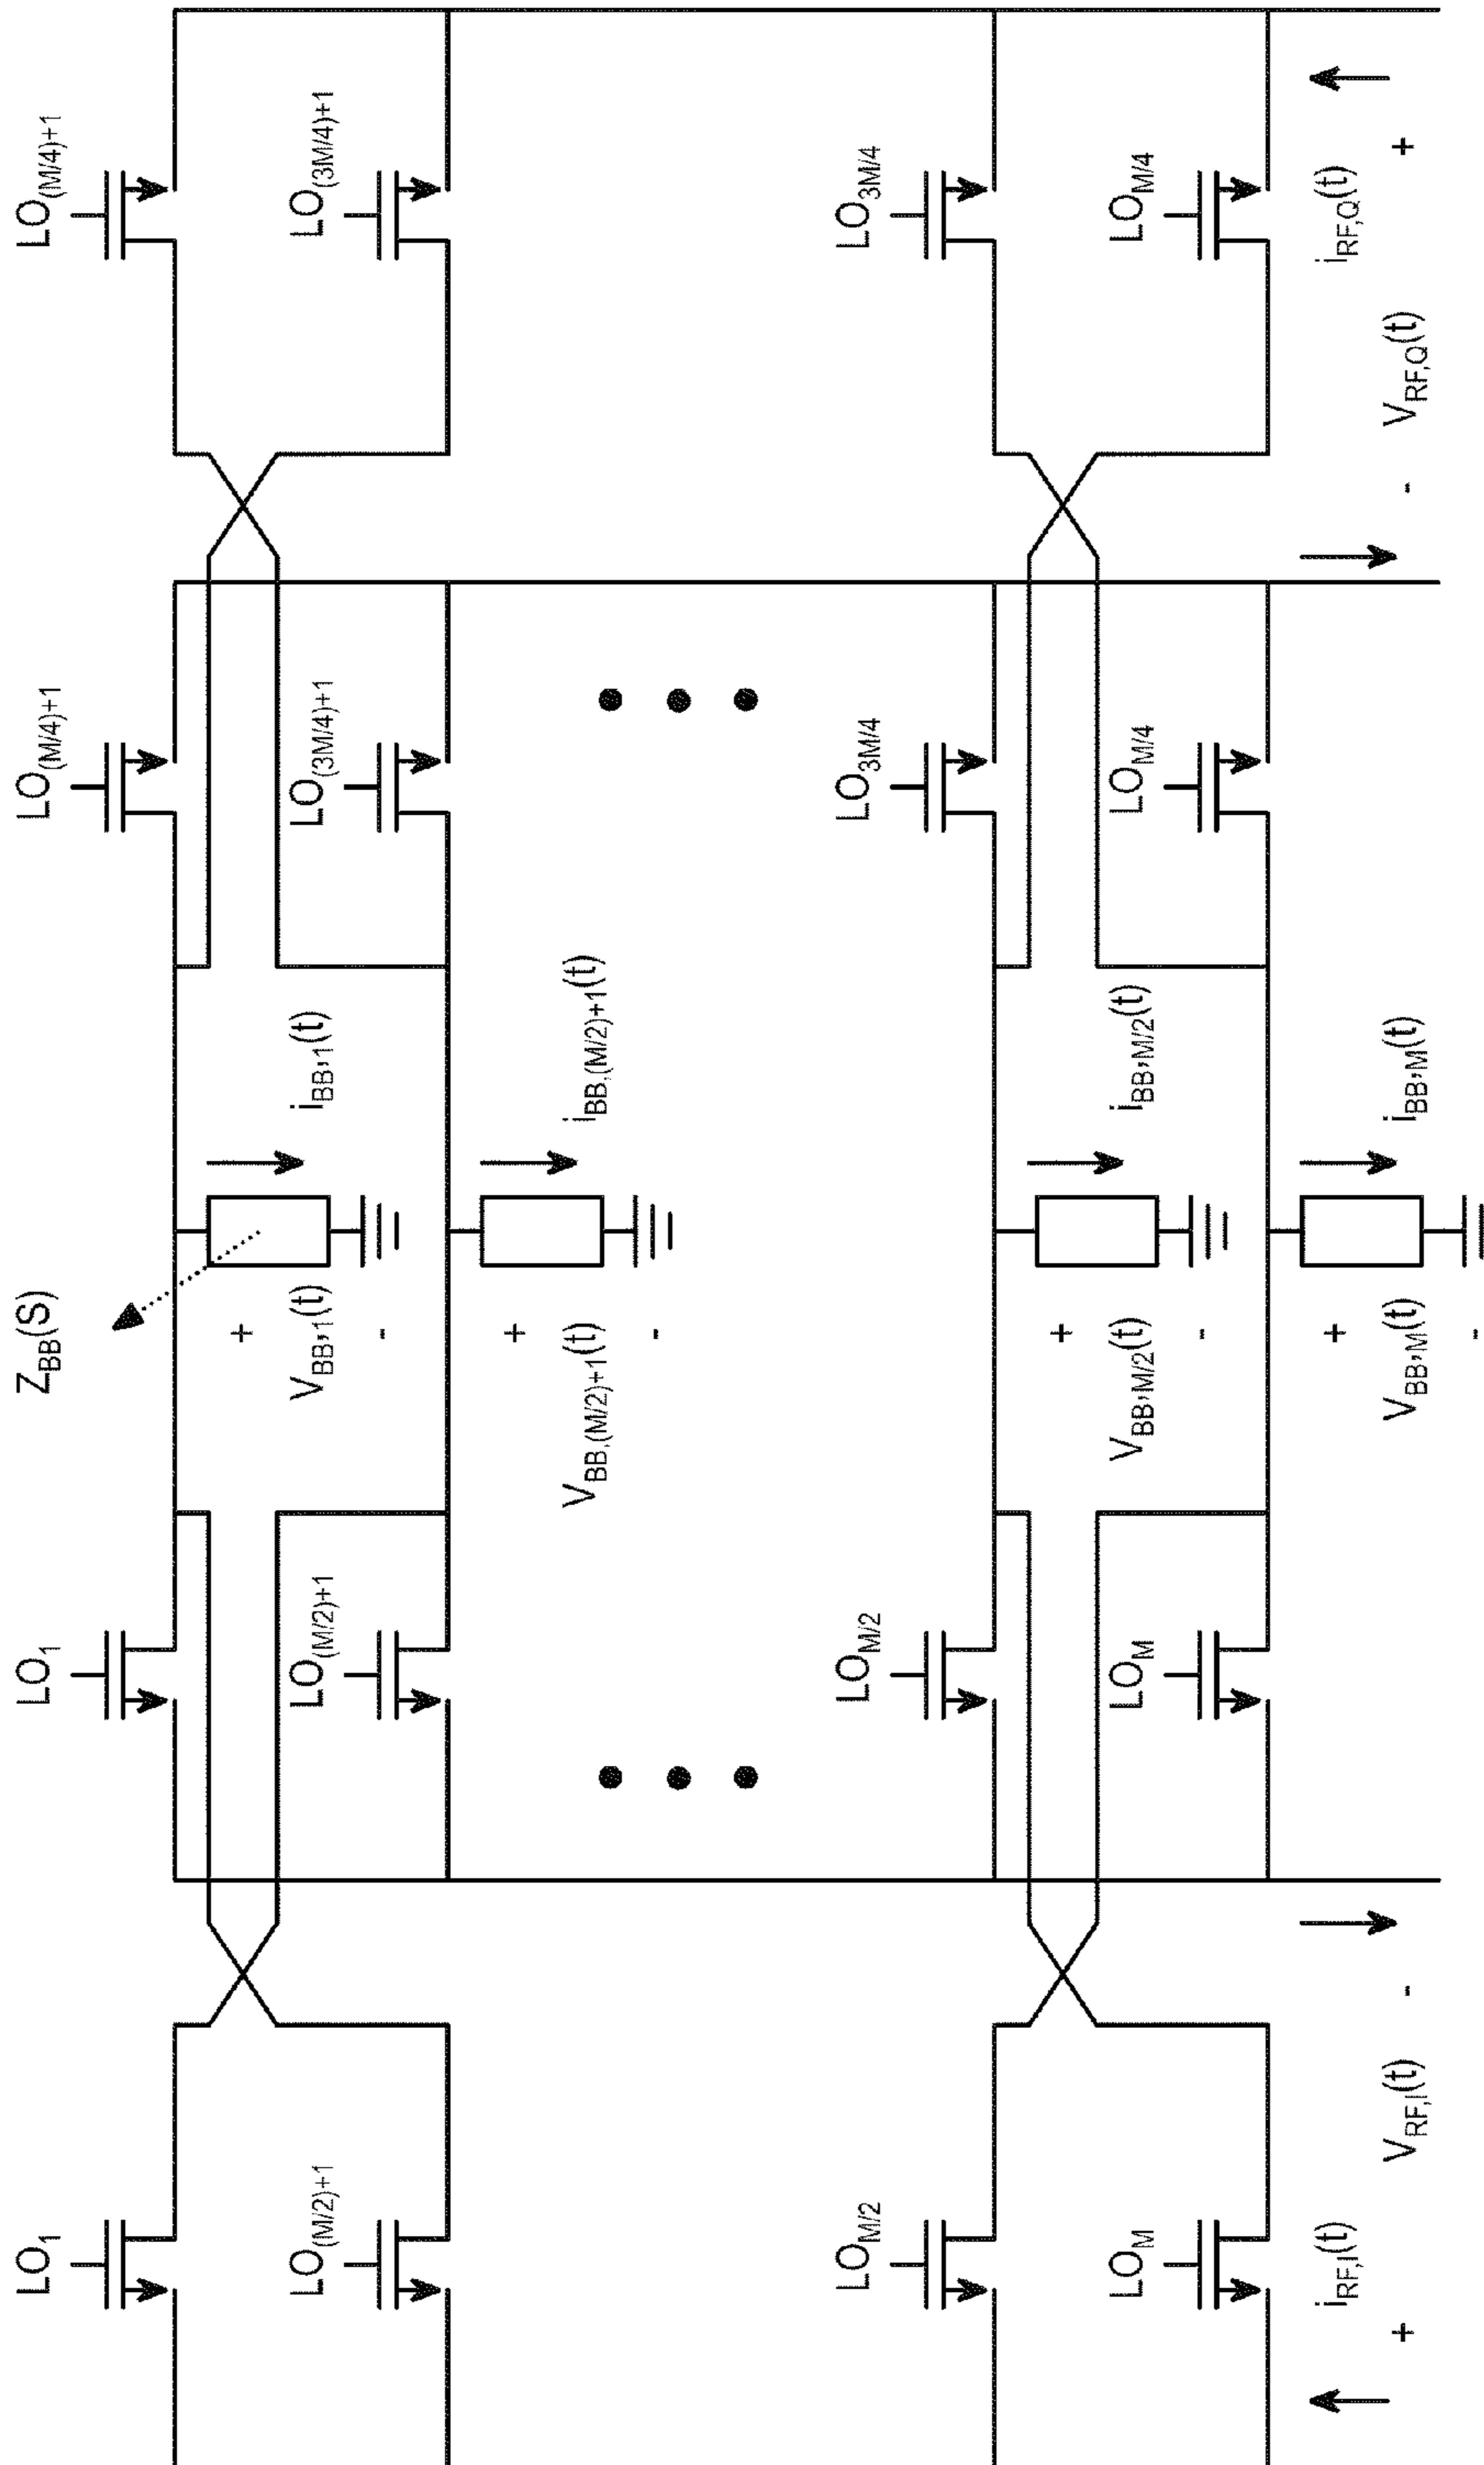 LO1 LO1 ZBB(S) LO(M/4)+1 LO(M/4)+1
+
VBB,1(t) iBB,1(t)
-
LO(M/2)+1 LO(M/2)+1 LO(3M/4)+1 LO(3M/4)+1
+
VBB,(M/2)+1(t) iBB,(M/2)+1(t)
-
LOM/2 LOM/2 LO3M/4 LO3M/4
+
VBB,M/2(t) iBB,M/2(t)
-
LOM LOM LOM/4 LOM/4
+
VBB,M(t) iBB,M(t)
-
iRF,I(t) iRF,Q(t)
+ VRF,I(t) - - VRF,Q(t) +